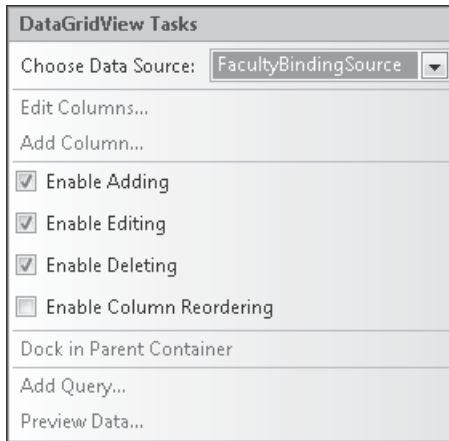 DataGridView Tasks
Choose Data Source: FacultyBindingSource
Edit Columns...
Add Column...
Enable Adding
Enable Editing
Enable Deleting
Enable Column Reordering
Dock in Parent Container
Add Query...
Preview Data...